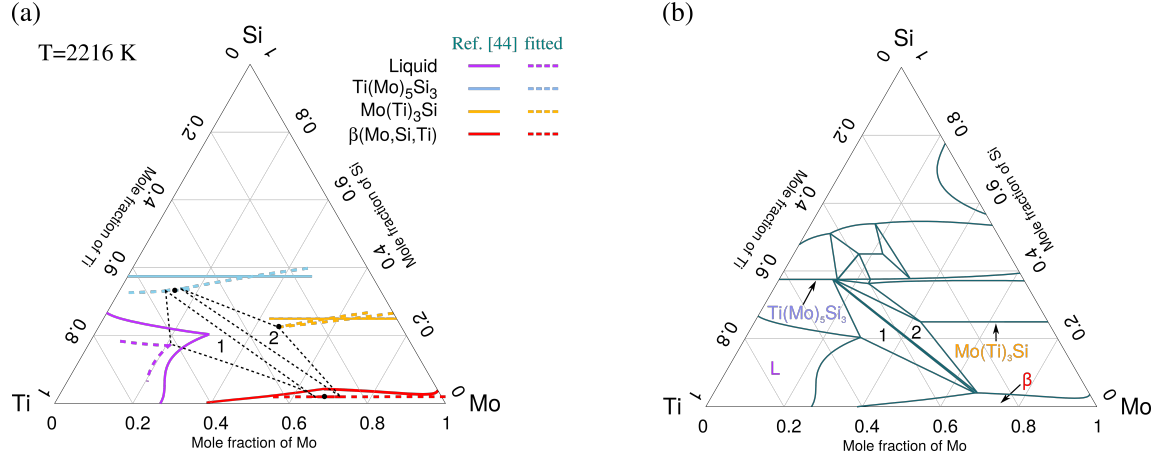 (a)
T=2216 K
Si
Ref. [44] fitted
Liquid
Ti(Mo)₅Si₃
Mo(Ti)₃Si
β(Mo,Si,Ti)
0
1
0.2
0.8
0.4
0.6
0.6
0.4
0.8
0.2
1
0
Mole fraction of Ti
Mole fraction of Si
1
2
Ti
Mo
0
0.2
0.4
0.6
0.8
1
Mole fraction of Mo
(b)
Si
0
1
0.2
0.8
0.4
0.6
0.6
0.4
0.8
0.2
1
0
Mole fraction of Ti
Mole fraction of Si
Ti(Mo)₅Si₃
1
2
Mo(Ti)₃Si
L
β
Ti
Mo
0
0.2
0.4
0.6
0.8
1
Mole fraction of Mo